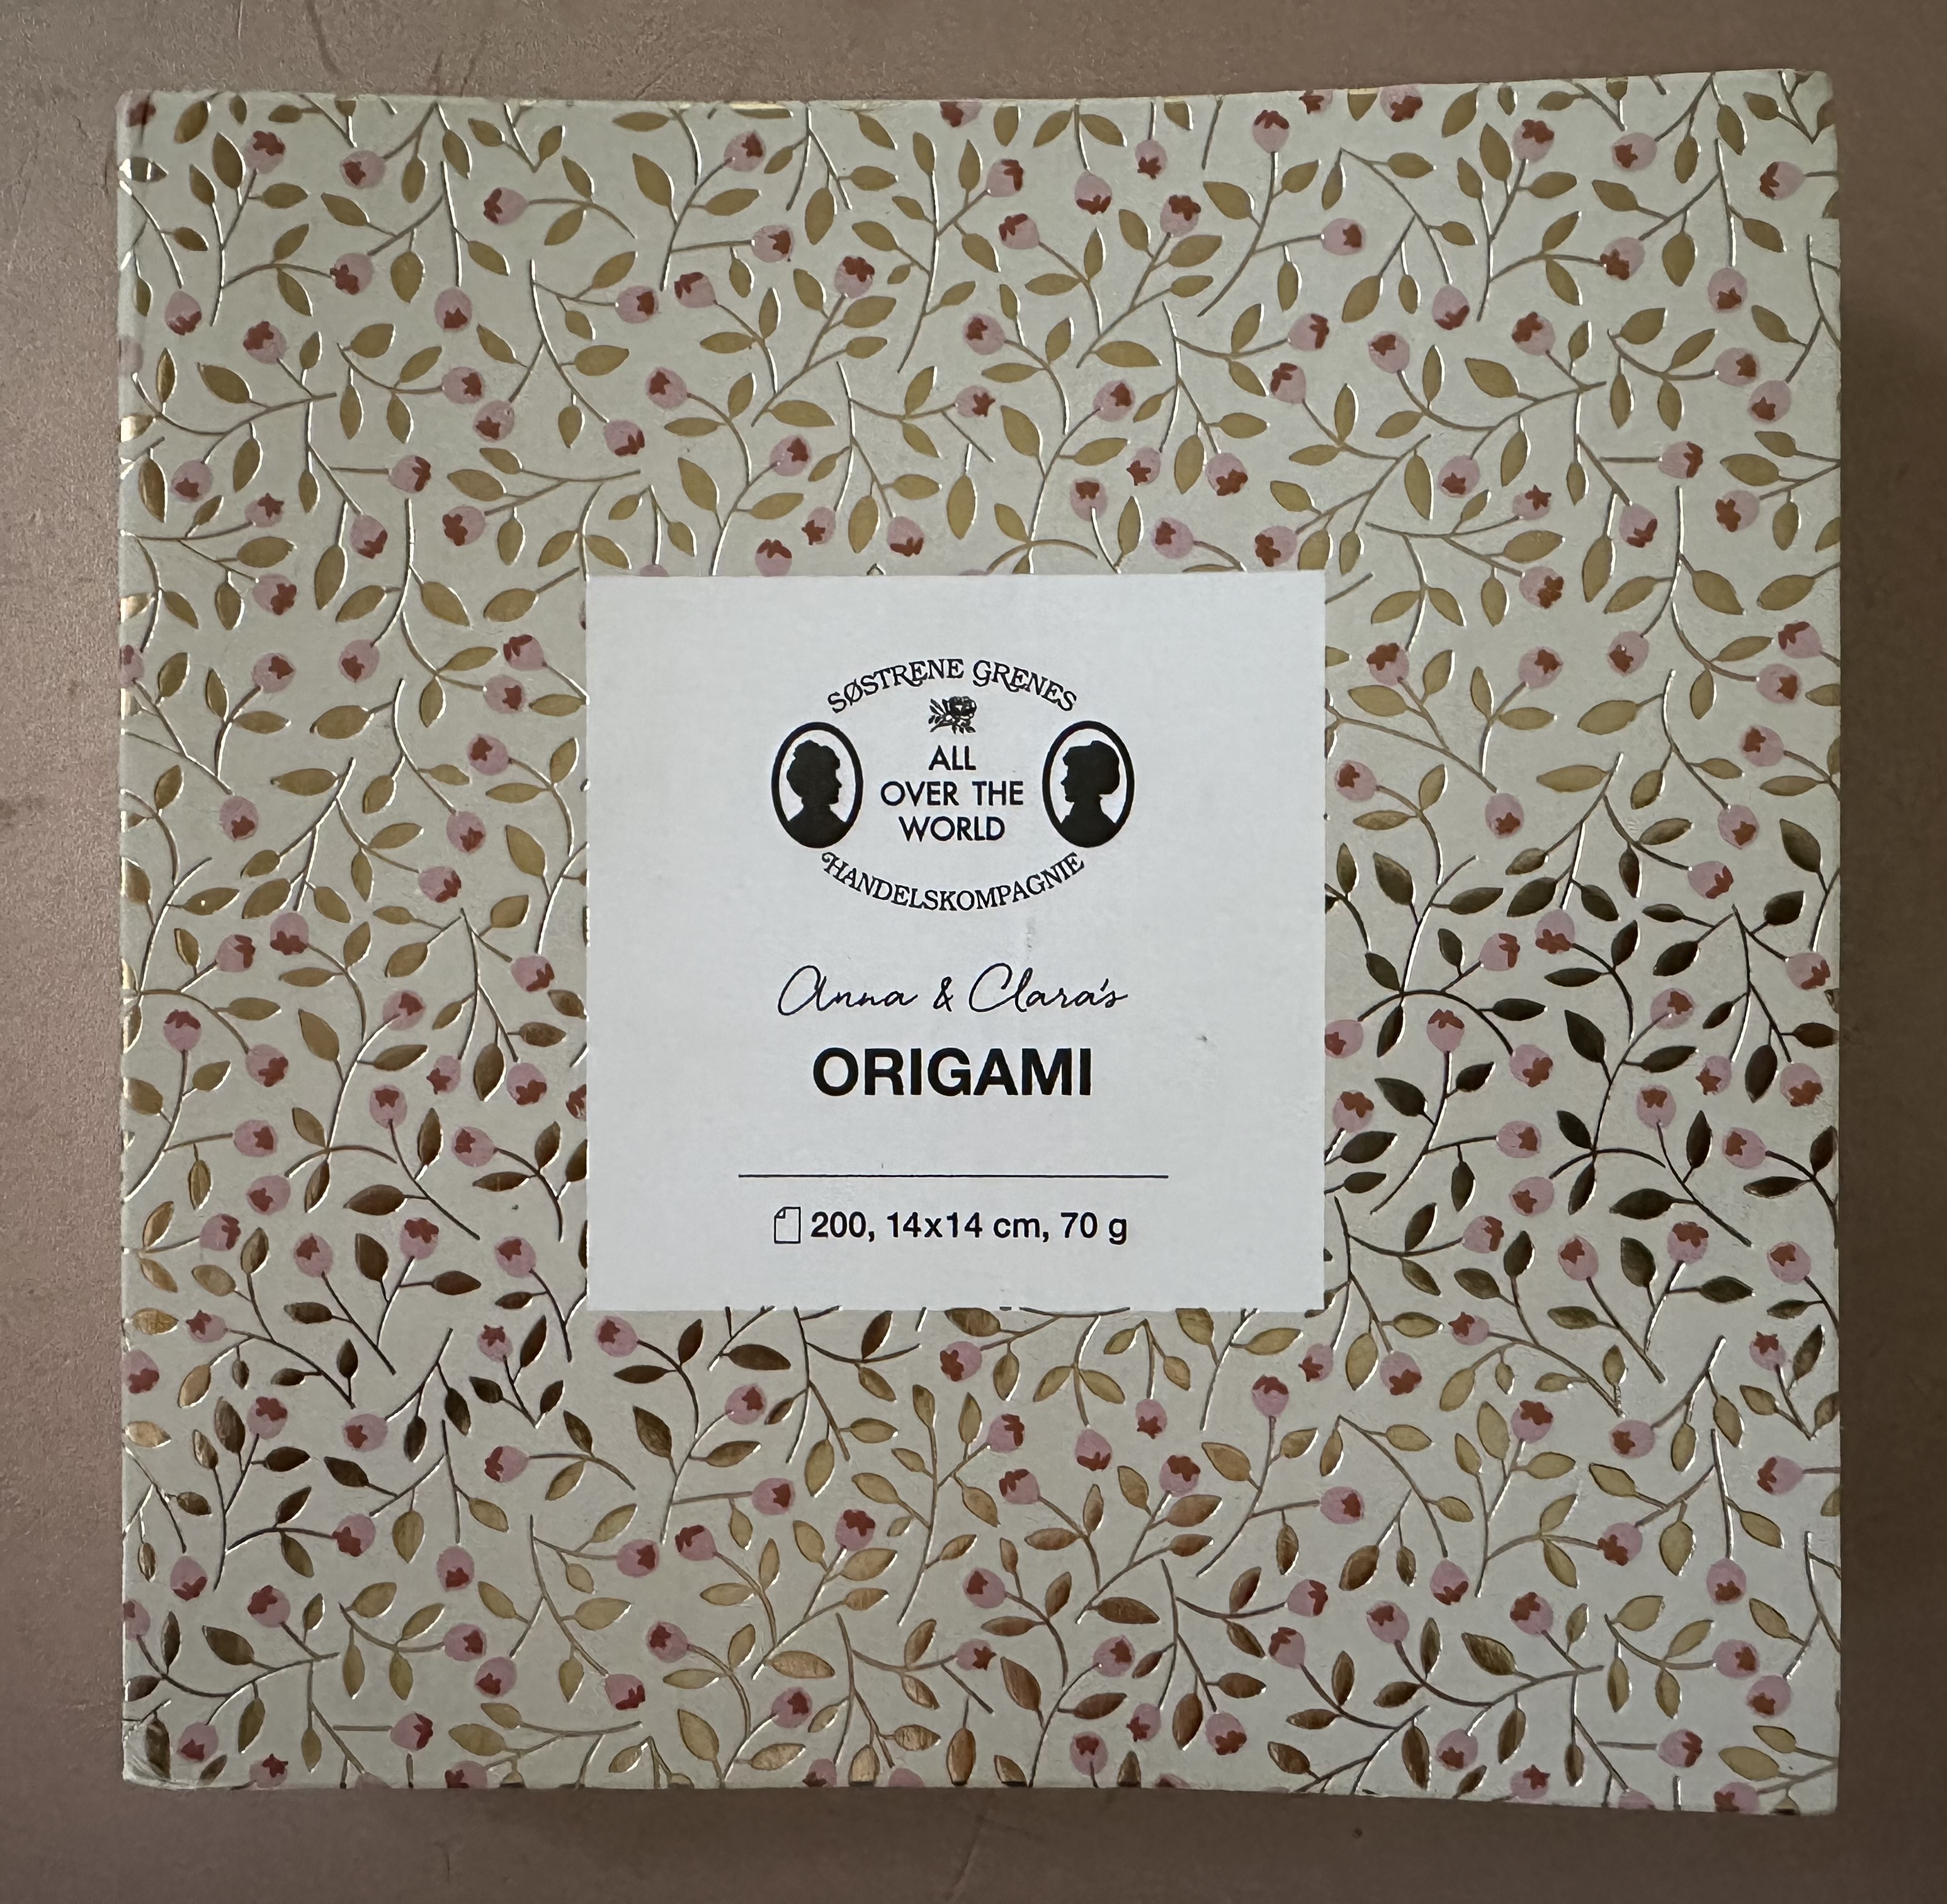 SØSTRENE GRENES
ALL
OVER THE
WORLD
HANDELSKOMPAGNIE
Anna & Clara's
ORIGAMI
200, 14x14 cm, 70 g